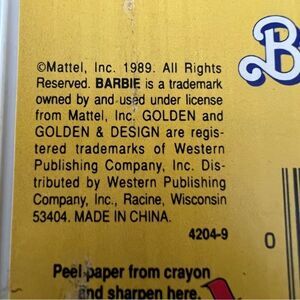 ©Mattel, Inc. 1989. All Rights
Reserved. BARBIE is a trademark
owned by and used under license
from Mattel, Inc. GOLDEN and
GOLDEN & DESIGN are regis-
tered trademarks of Western
Publishing Company, Inc. Dis-
tributed by Western Publishing
Company, Inc., Racine, Wisconsin
53404. MADE IN CHINA.
4204-9
B
0
Peel paper from crayon
and sharpen here.